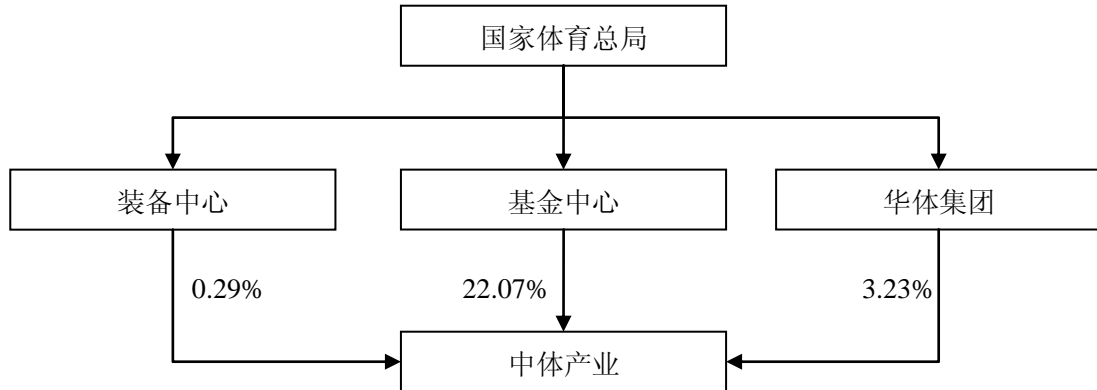 国家体育总局
装备中心
基金中心
华体集团
0.29%
22.07%
3.23%
中体产业